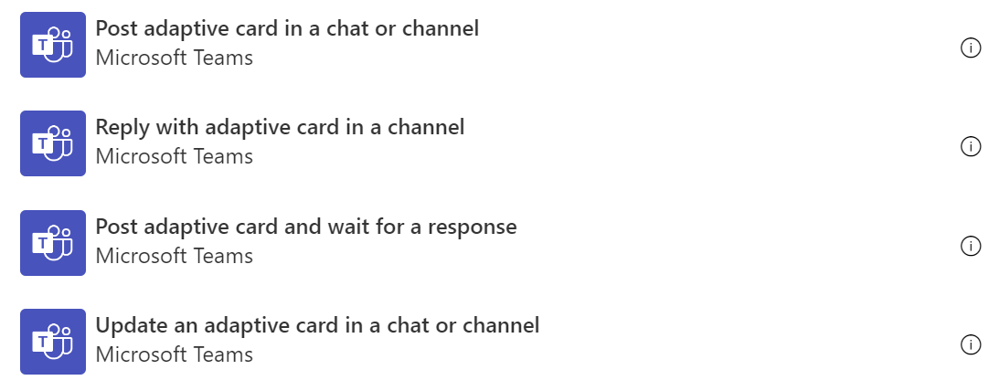 Post adaptive card in a chat or channel
Microsoft Teams
Reply with adaptive card in a channel
Microsoft Teams
Post adaptive card and wait for a response
Microsoft Teams
Update an adaptive card in a chat or channel
Microsoft Teams